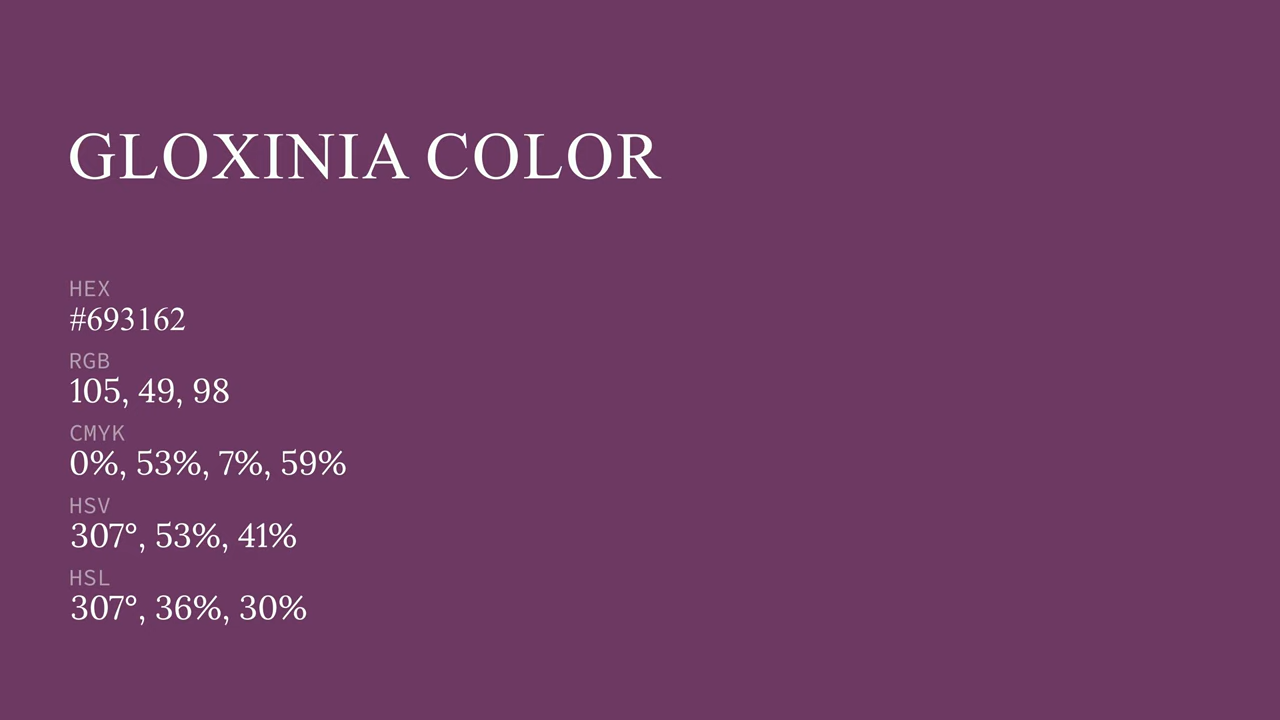 GLOXINIA COLOR
HEX
#693162
RGB
105, 49, 98
CMYK
0%, 53%, 7%, 59%
HSV
307°, 53%, 41%
HSL
307°, 36%, 30%